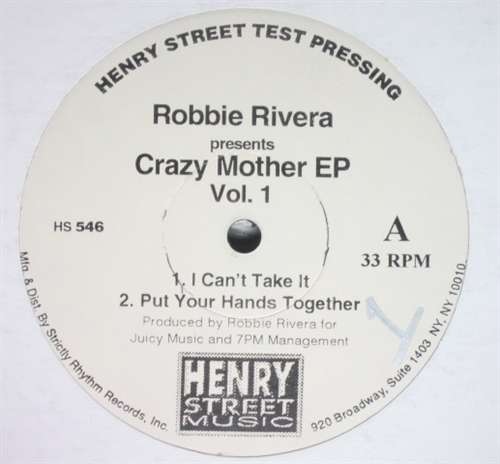 HENRY STREET TEST PRESSING
Robbie Rivera
presents
Crazy Mother EP
Vol. 1
HS 546
A
33 RPM
1. I Can't Take It
2. Put Your Hands Together
Produced by Robbie Rivera for
Juicy Music and 7PM Management
HENRY
STREET
MUSIC
Mfg. & Dist. By Strictly Rhythm Records, Inc.
920 Broadway, Suite 1403 NY, NY 10010